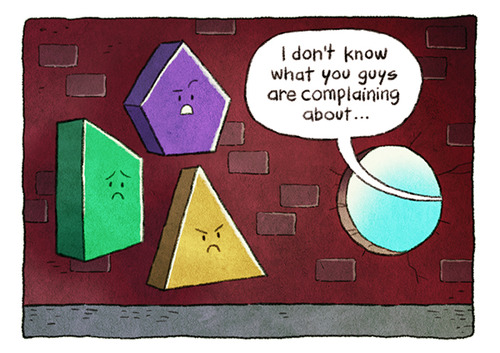 I don't know
what you guys
are complaining
about...